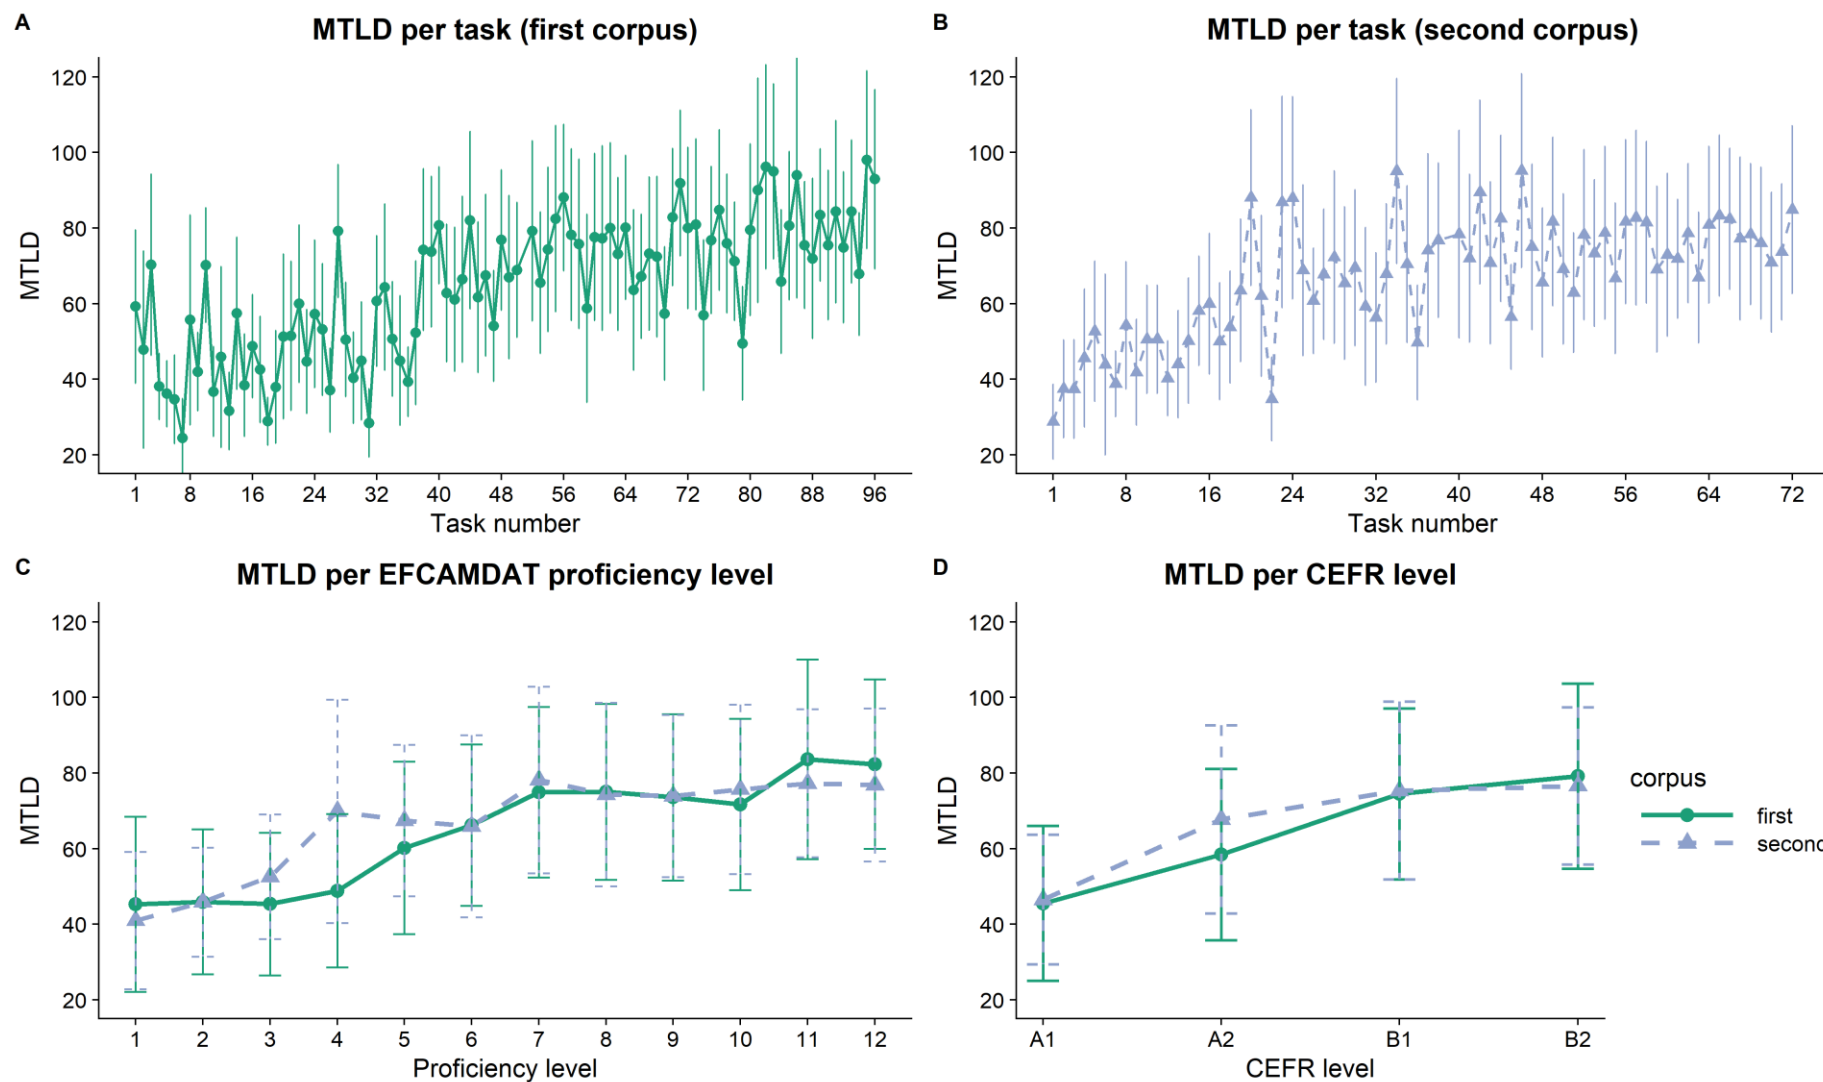 A
MTLD per task (first corpus)
120
100
80
60
40
20
MTLD
1 8 16 24 32 40 48 56 64 72 80 88 96
Task number
B
MTLD per task (second corpus)
120
100
80
60
40
20
MTLD
1 8 16 24 32 40 48 56 64 72
Task number
C
MTLD per EFCAMDAT proficiency level
120
100
80
60
40
20
MTLD
1 2 3 4 5 6 7 8 9 10 11 12
Proficiency level
D
MTLD per CEFR level
120
100
80
60
40
20
MTLD
A1 A2 B1 B2
CEFR level
corpus
first
second